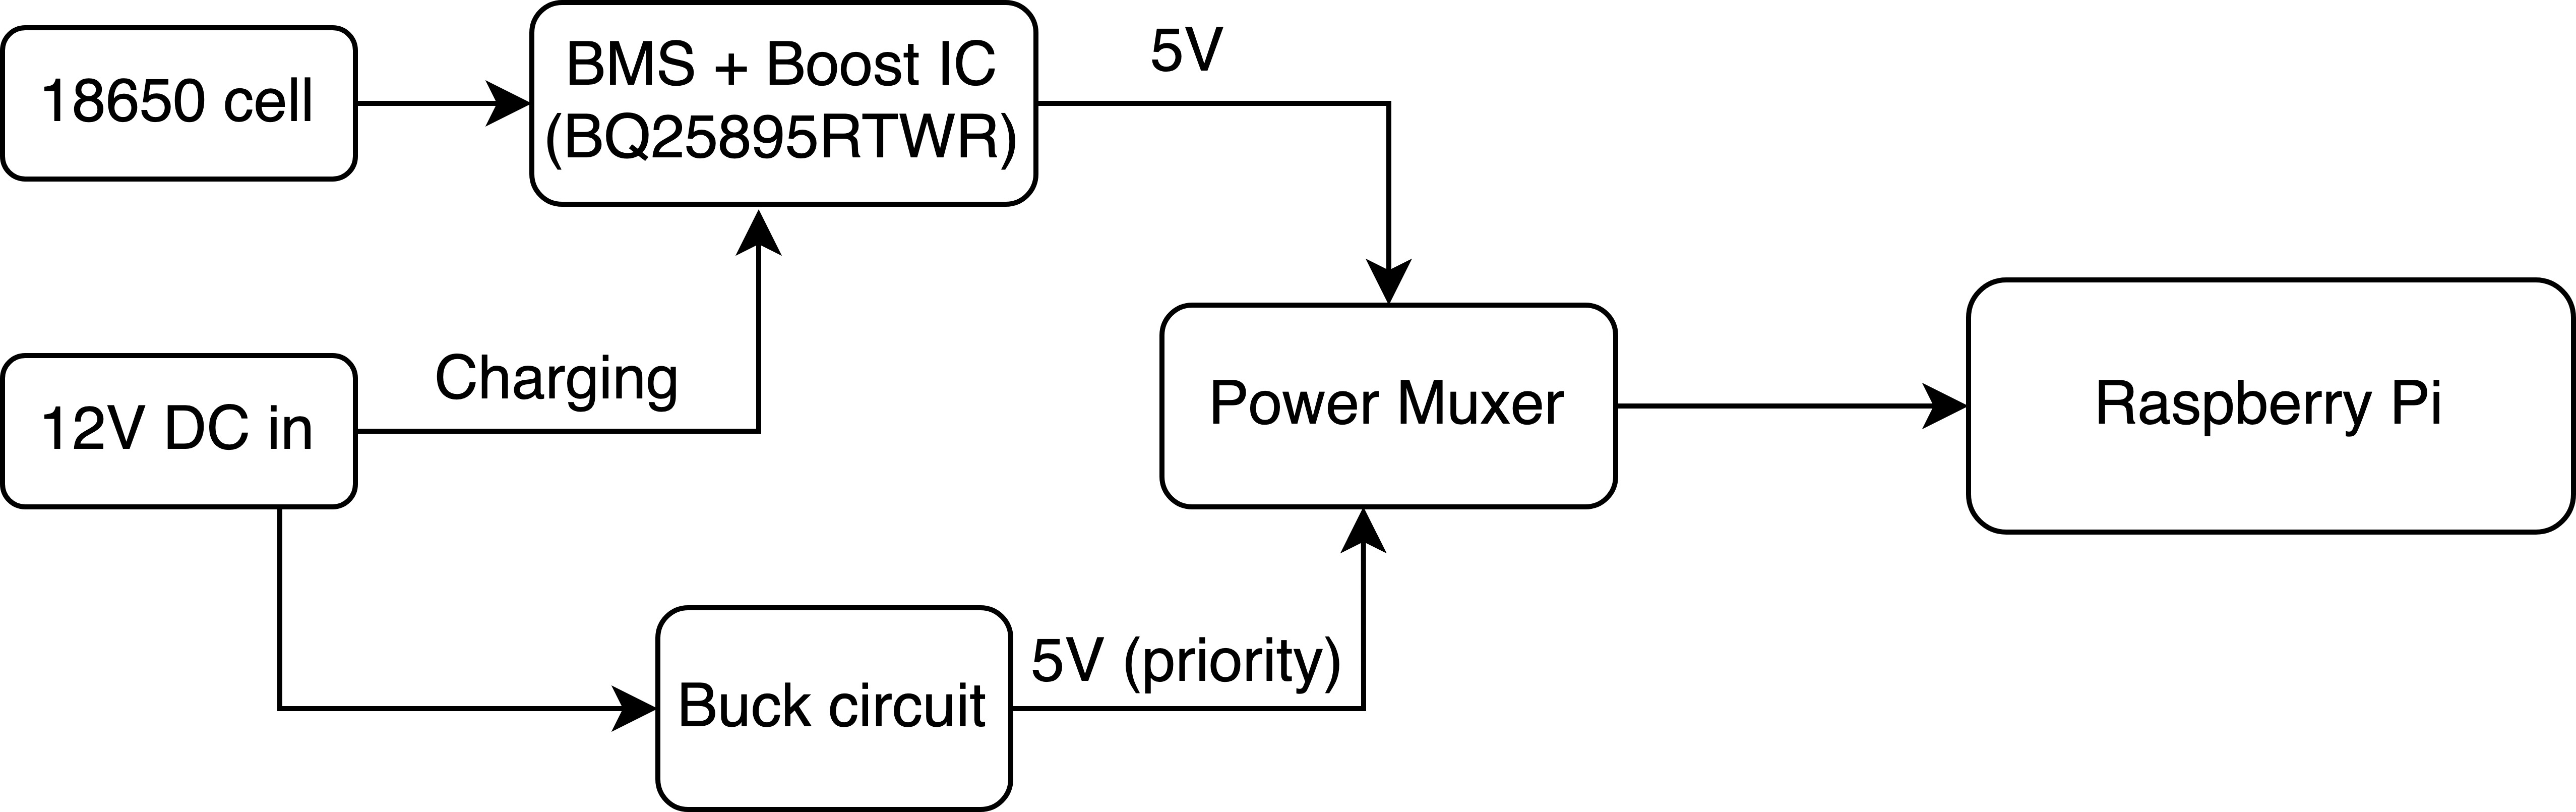 18650 cell
BMS + Boost IC
(BQ25895RTWR)
5V
12V DC in
Charging
Power Muxer
Raspberry Pi
Buck circuit
5V (priority)